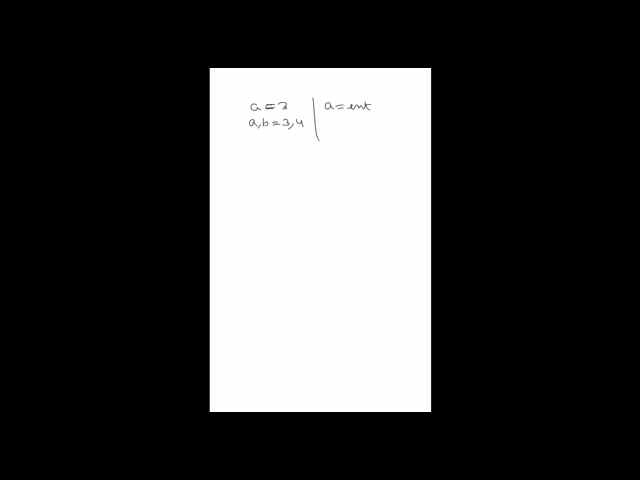 a = 3
a,b = 3,4
a = int